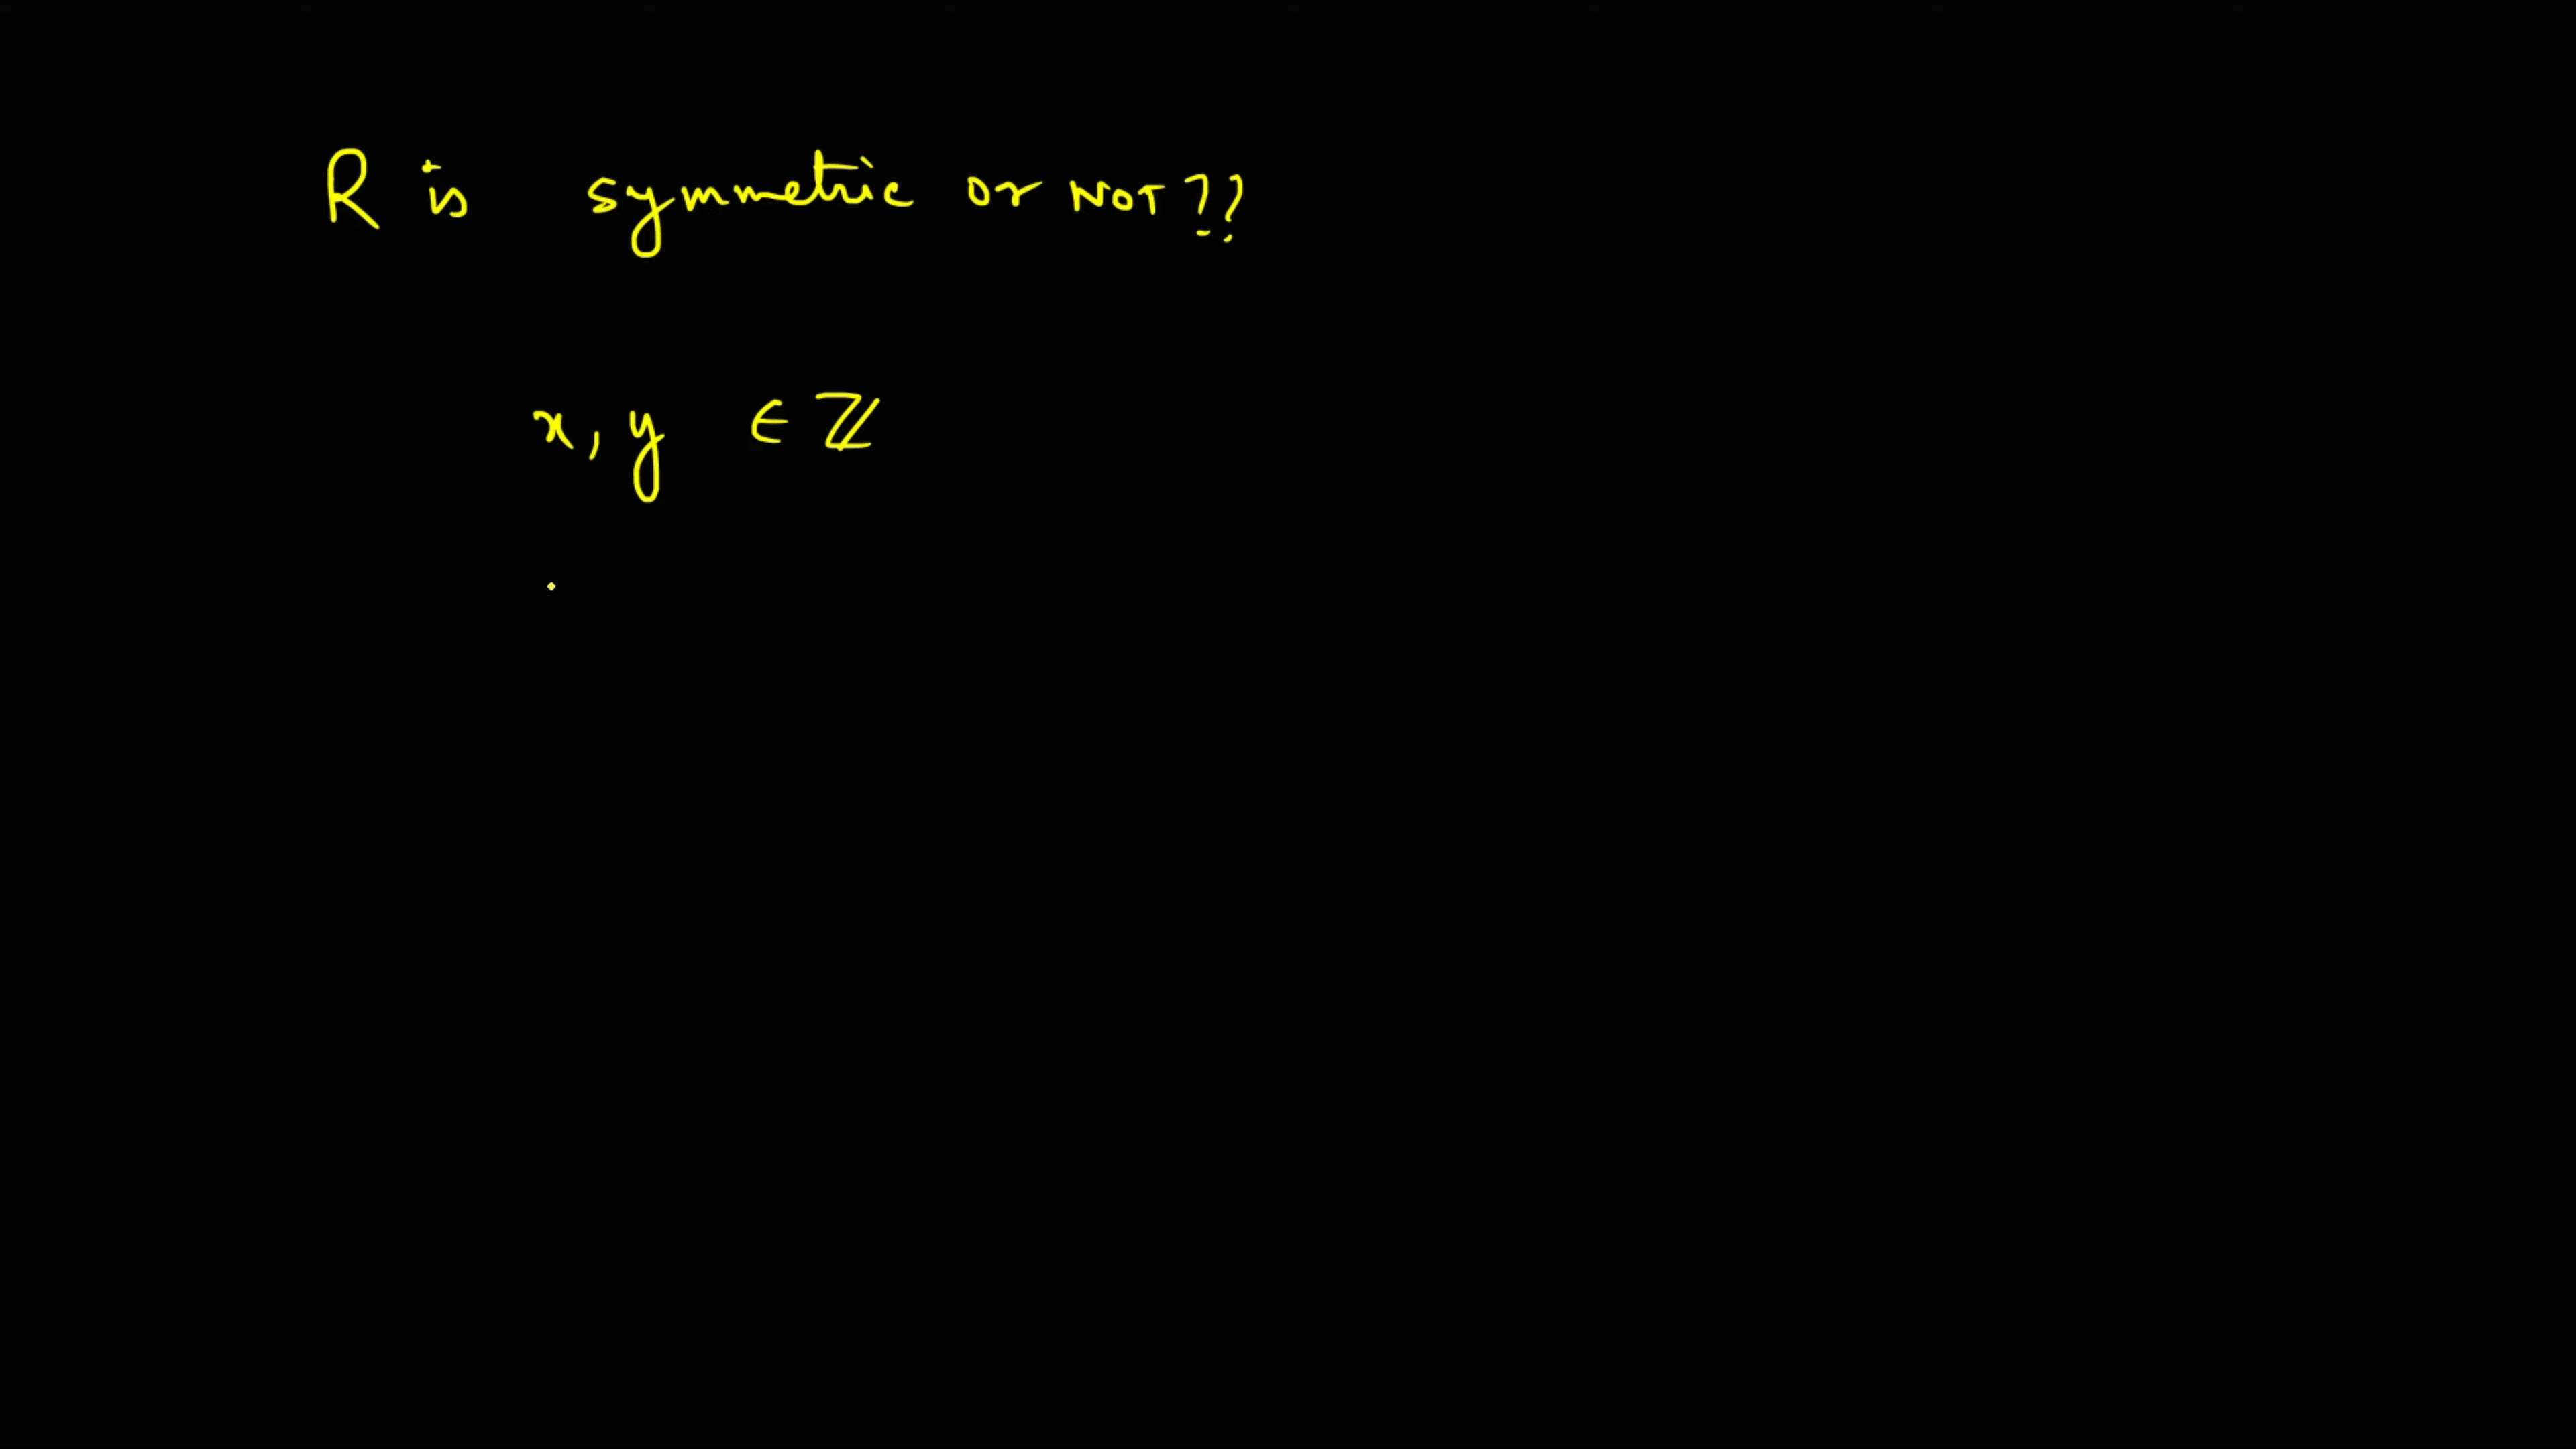 R is symmetric or NOT??
x, y ∈ ℤ